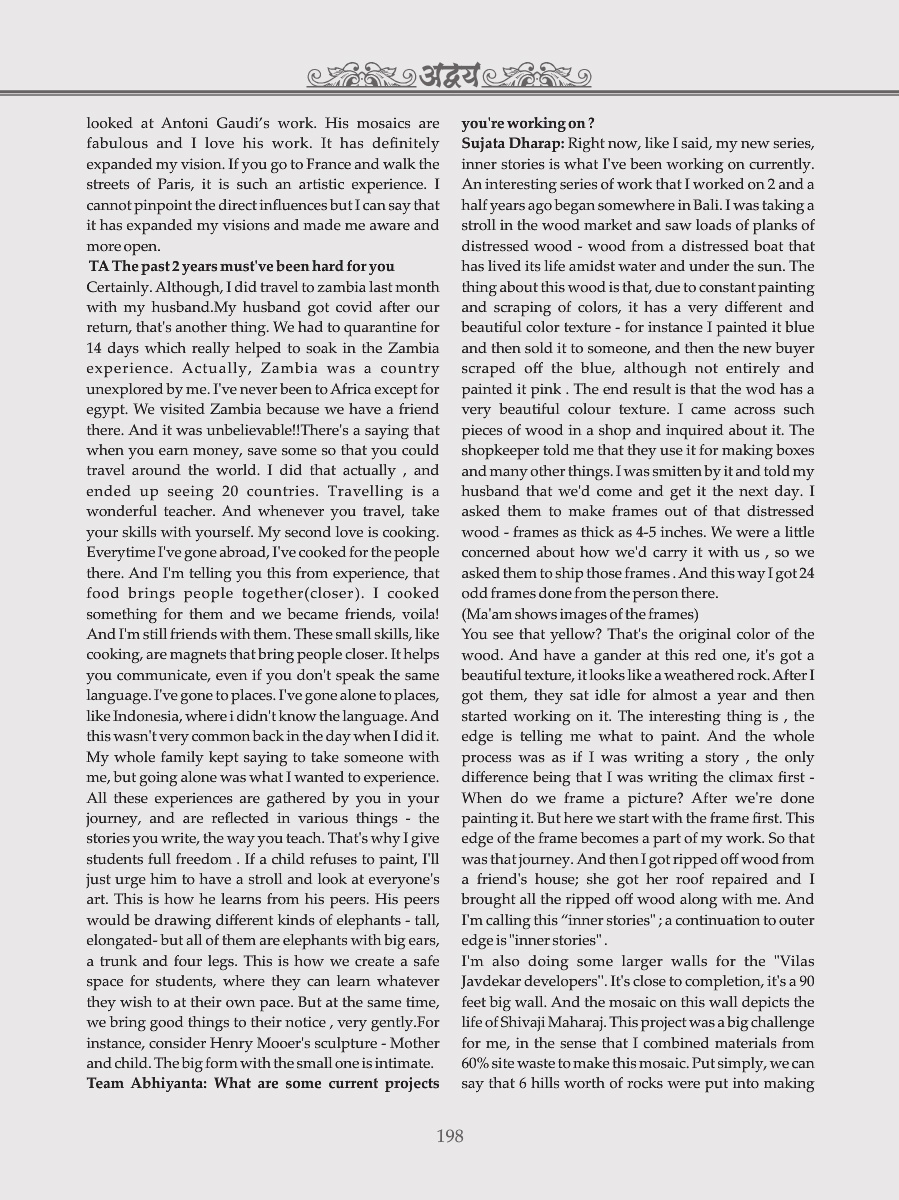 अद्वय
looked at Antoni Gaudi’s work. His mosaics are
fabulous and I love his work. It has definitely
expanded my vision. If you go to France and walk the
streets of Paris, it is such an artistic experience. I
cannot pinpoint the direct influences but I can say that
it has expanded my visions and made me aware and
more open.
TA The past 2 years must've been hard for you
Certainly. Although, I did travel to zambia last month
with my husband.My husband got covid after our
return, that's another thing. We had to quarantine for
14 days which really helped to soak in the Zambia
experience. Actually, Zambia was a country
unexplored by me. I've never been to Africa except for
egypt. We visited Zambia because we have a friend
there. And it was unbelievable!!There's a saying that
when you earn money, save some so that you could
travel around the world. I did that actually , and
ended up seeing 20 countries. Travelling is a
wonderful teacher. And whenever you travel, take
your skills with yourself. My second love is cooking.
Everytime I've gone abroad, I've cooked for the people
there. And I'm telling you this from experience, that
food brings people together(closer). I cooked
something for them and we became friends, voila!
And I'm still friends with them. These small skills, like
cooking, are magnets that bring people closer. It helps
you communicate, even if you don't speak the same
language. I've gone to places. I've gone alone to places,
like Indonesia, where i didn't know the language. And
this wasn't very common back in the day when I did it.
My whole family kept saying to take someone with
me, but going alone was what I wanted to experience.
All these experiences are gathered by you in your
journey, and are reflected in various things - the
stories you write, the way you teach. That's why I give
students full freedom . If a child refuses to paint, I'll
just urge him to have a stroll and look at everyone's
art. This is how he learns from his peers. His peers
would be drawing different kinds of elephants - tall,
elongated- but all of them are elephants with big ears,
a trunk and four legs. This is how we create a safe
space for students, where they can learn whatever
they wish to at their own pace. But at the same time,
we bring good things to their notice , very gently.For
instance, consider Henry Mooer's sculpture - Mother
and child. The big form with the small one is intimate.
Team Abhiyanta: What are some current projects
you're working on ?
Sujata Dharap: Right now, like I said, my new series,
inner stories is what I've been working on currently.
An interesting series of work that I worked on 2 and a
half years ago began somewhere in Bali. I was taking a
stroll in the wood market and saw loads of planks of
distressed wood - wood from a distressed boat that
has lived its life amidst water and under the sun. The
thing about this wood is that, due to constant painting
and scraping of colors, it has a very different and
beautiful color texture - for instance I painted it blue
and then sold it to someone, and then the new buyer
scraped off the blue, although not entirely and
painted it pink . The end result is that the wod has a
very beautiful colour texture. I came across such
pieces of wood in a shop and inquired about it. The
shopkeeper told me that they use it for making boxes
and many other things. I was smitten by it and told my
husband that we'd come and get it the next day. I
asked them to make frames out of that distressed
wood - frames as thick as 4-5 inches. We were a little
concerned about how we'd carry it with us , so we
asked them to ship those frames . And this way I got 24
odd frames done from the person there.
(Ma'am shows images of the frames)
You see that yellow? That's the original color of the
wood. And have a gander at this red one, it's got a
beautiful texture, it looks like a weathered rock. After I
got them, they sat idle for almost a year and then
started working on it. The interesting thing is , the
edge is telling me what to paint. And the whole
process was as if I was writing a story , the only
difference being that I was writing the climax first -
When do we frame a picture? After we're done
painting it. But here we start with the frame first. This
edge of the frame becomes a part of my work. So that
was that journey. And then I got ripped off wood from
a friend's house; she got her roof repaired and I
brought all the ripped off wood along with me. And
I'm calling this “inner stories" ; a continuation to outer
edge is "inner stories" .
I'm also doing some larger walls for the "Vilas
Javdekar developers". It's close to completion, it's a 90
feet big wall. And the mosaic on this wall depicts the
life of Shivaji Maharaj. This project was a big challenge
for me, in the sense that I combined materials from
60% site waste to make this mosaic. Put simply, we can
say that 6 hills worth of rocks were put into making
198